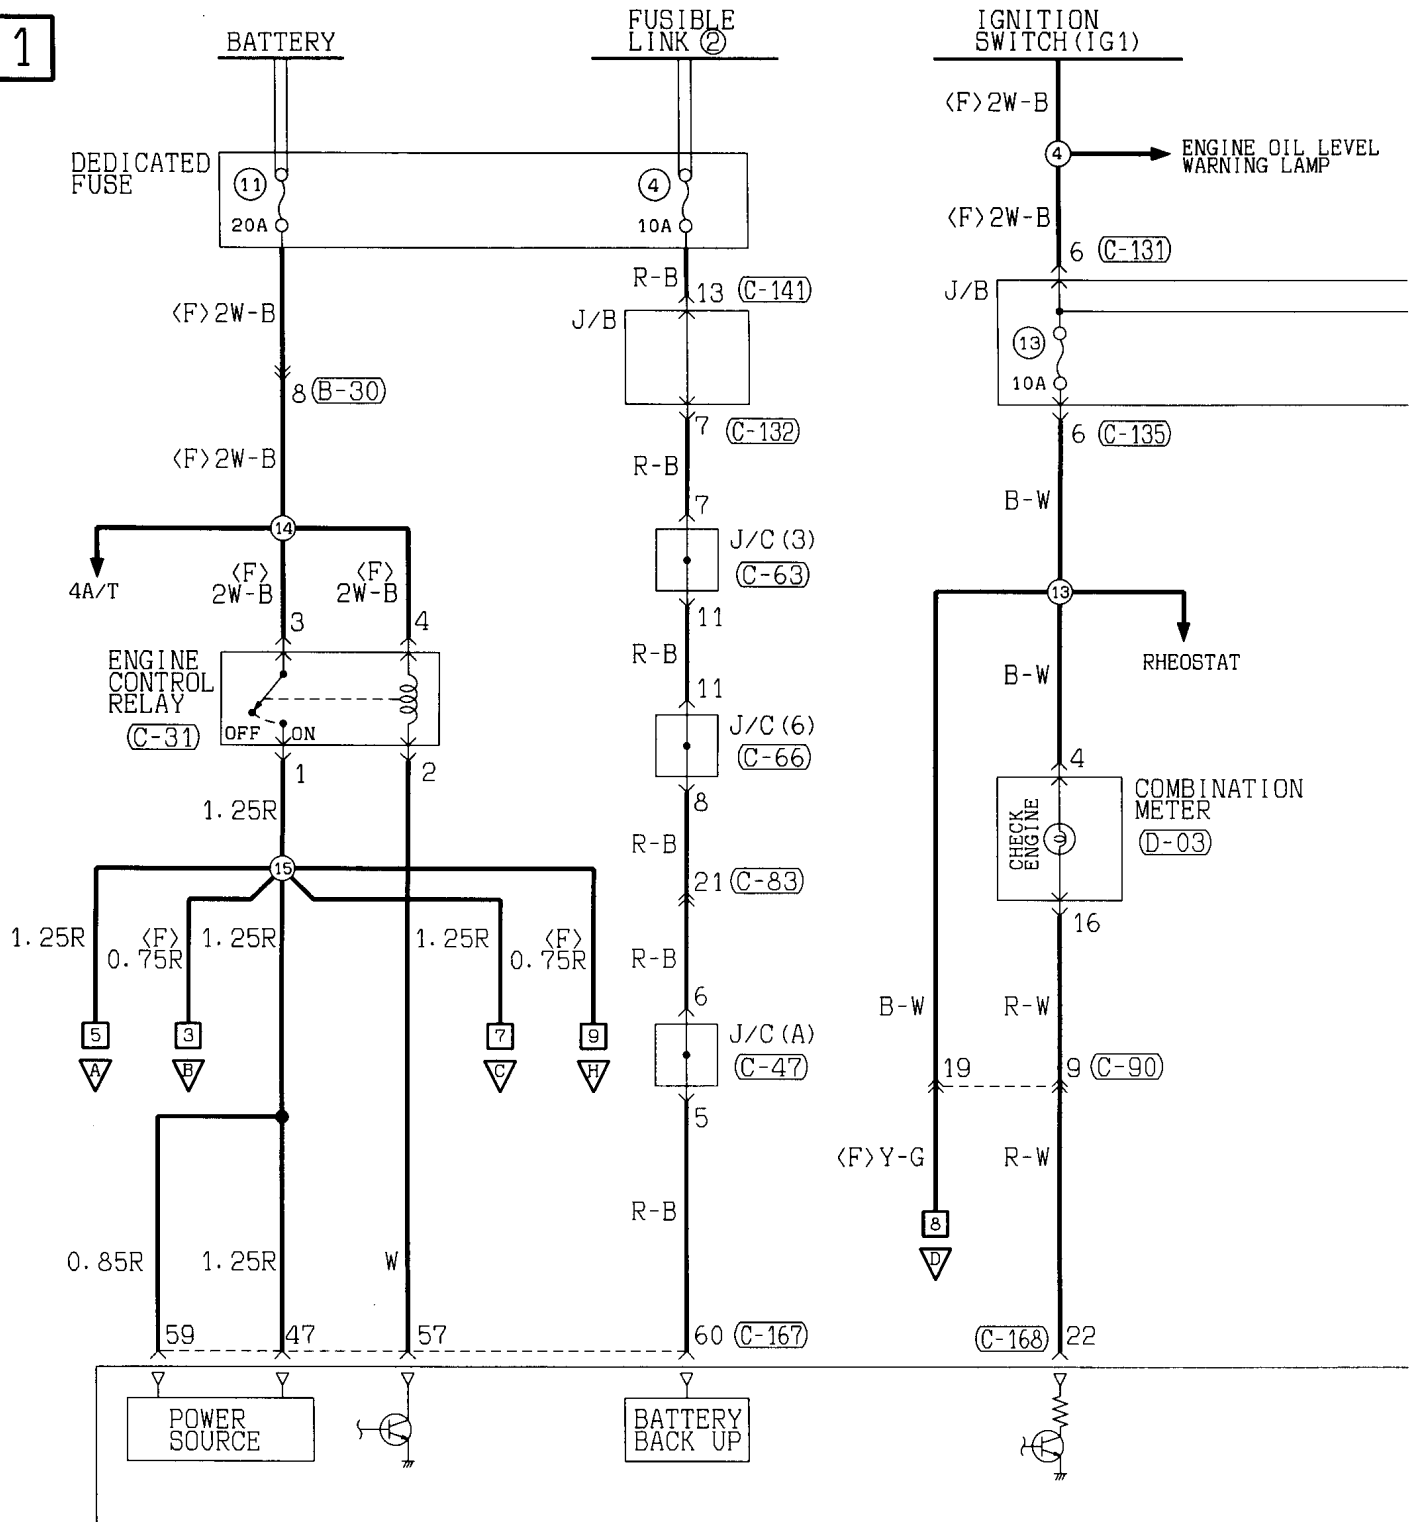 1
BATTERY
FUSIBLE
LINK ②
IGNITION
SWITCH(IG1)
<F>2W-B
4
ENGINE OIL LEVEL
WARNING LAMP
DEDICATED
FUSE
11
20A
4
10A
<F>2W-B
6 C-131
R-B
13 C-141
J/B
<F>2W-B
J/B
13
10A
8 B-30
7 C-132
6 C-135
<F>2W-B
R-B
7
B-W
14
J/C(3)
C-63
4A/T
<F>
2W-B
<F>
2W-B
13
3
4
11
R-B
RHEOSTAT
B-W
ENGINE
CONTROL
RELAY
C-31
OFF
ON
11
J/C(6)
C-66
1
2
4
8
COMBINATION
METER
D-03
CHECK
ENGINE
1.25R
R-B
15
21 C-83
16
1.25R
<F>
0.75R
1.25R
1.25R
<F>
0.75R
R-B
6
B-W
R-W
5
3
7
9
J/C(A)
C-47
A
B
C
H
19
9 C-90
5
<F>Y-G
R-W
R-B
8
D
0.85R
1.25R
W
59
47
57
60 C-167
C-168 22
POWER
SOURCE
BATTERY
BACK UP